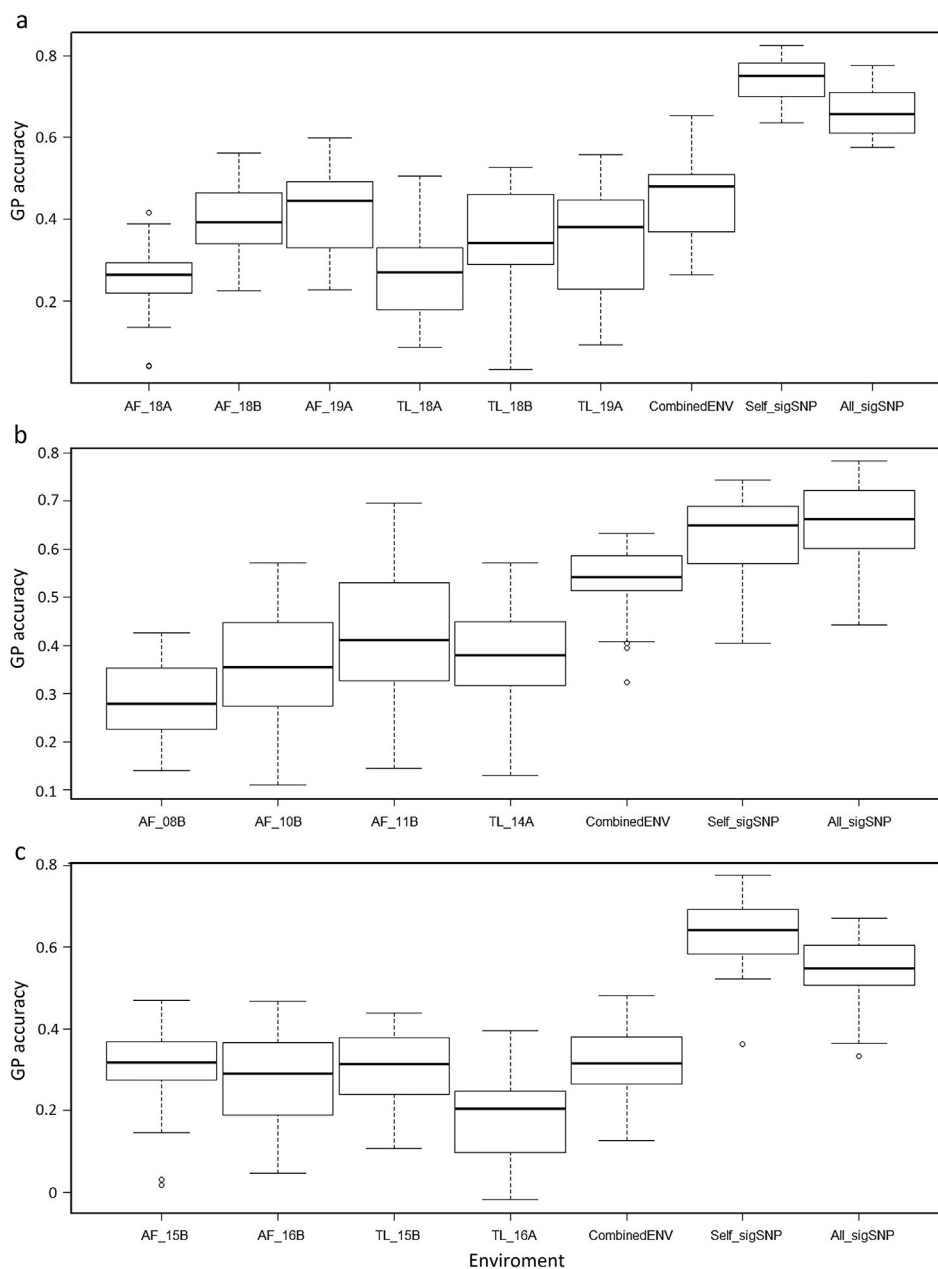 a
0.8
0.6
0.4
0.2
GP accuracy
AF_18A AF_18B AF_19A TL_18A TL_18B TL_19A CombinedENV Self_sigSNP All_sigSNP
b
0.8
0.7
0.6
0.5
0.4
0.3
0.2
0.1
GP accuracy
AF_08B AF_10B AF_11B TL_14A CombinedENV Self_sigSNP All_sigSNP
c
0.8
0.6
0.4
0.2
0
GP accuracy
AF_15B AF_16B TL_15B TL_16A CombinedENV Self_sigSNP All_sigSNP
Enviroment